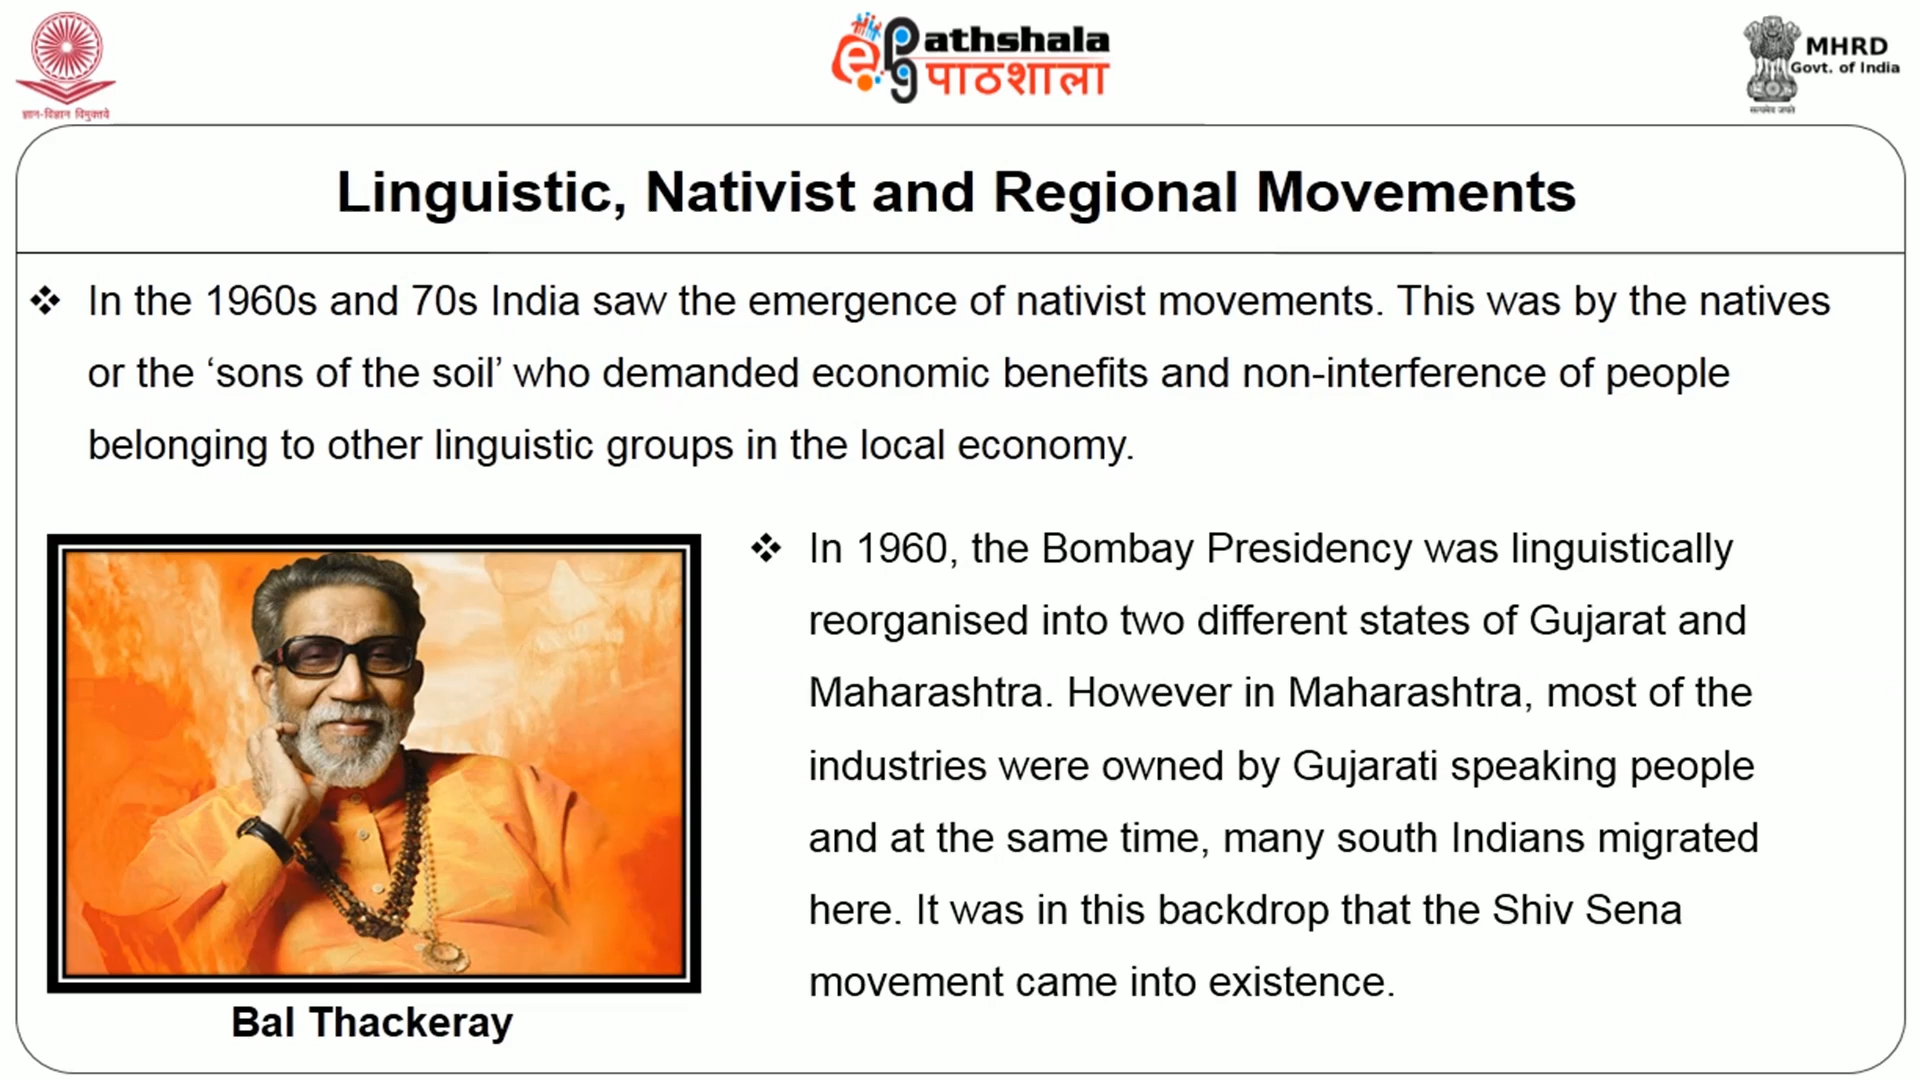 ज्ञान-विज्ञान विमुक्तये
ePathshala
पाठशाला
MHRD
Govt. of India
सत्यमेव जयते
Linguistic, Nativist and Regional Movements
❖ In the 1960s and 70s India saw the emergence of nativist movements. This was by the natives
or the ‘sons of the soil’ who demanded economic benefits and non-interference of people
belonging to other linguistic groups in the local economy.
❖ In 1960, the Bombay Presidency was linguistically
reorganised into two different states of Gujarat and
Maharashtra. However in Maharashtra, most of the
industries were owned by Gujarati speaking people
and at the same time, many south Indians migrated
here. It was in this backdrop that the Shiv Sena
movement came into existence.
Bal Thackeray